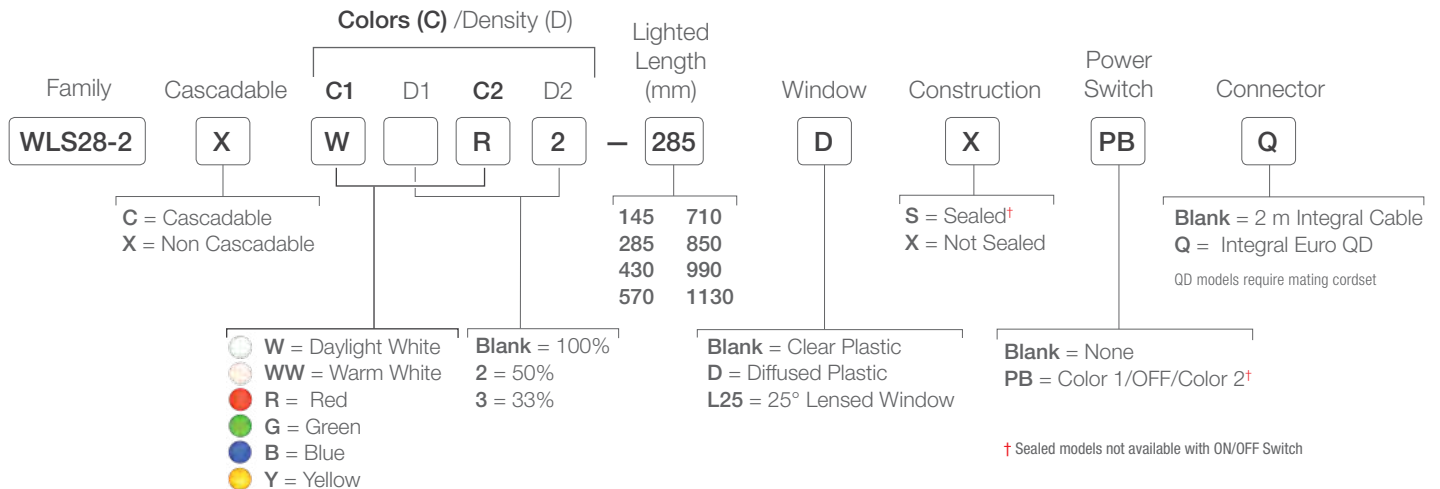 Colors (C) /Density (D)
Lighted
Length
(mm)
Power
Switch
Family Cascadable C1 D1 C2 D2 Window Construction Connector
WLS28-2 X W R 2 – 285 D X PB Q
C = Cascadable
X = Non Cascadable
145 710
285 850
430 990
570 1130
S = Sealed†
X = Not Sealed
Blank = 2 m Integral Cable
Q = Integral Euro QD
QD models require mating cordset
W = Daylight White
WW = Warm White
R = Red
G = Green
B = Blue
Y = Yellow
Blank = 100%
2 = 50%
3 = 33%
Blank = Clear Plastic
D = Diffused Plastic
L25 = 25° Lensed Window
Blank = None
PB = Color 1/OFF/Color 2†
† Sealed models not available with ON/OFF Switch